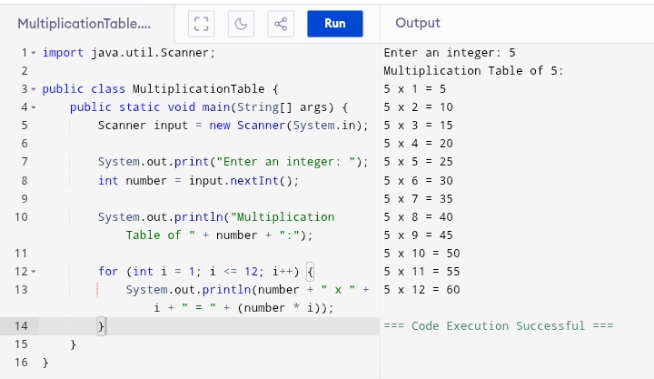 MultiplicationTable.... Run Output
1 import java.util.Scanner;
2
3 public class MultiplicationTable {
4 public static void main(String[] args) {
5 Scanner input = new Scanner(System.in);
6
7 System.out.print("Enter an integer: ");
8 int number = input.nextInt();
9
10 System.out.println("Multiplication
Table of " + number + ":");
11
12 for (int i = 1; i <= 12; i++) {
13 System.out.println(number + " x " +
i + " = " + (number * i));
14 }
15 }
16 }
Enter an integer: 5
Multiplication Table of 5:
5 x 1 = 5
5 x 2 = 10
5 x 3 = 15
5 x 4 = 20
5 x 5 = 25
5 x 6 = 30
5 x 7 = 35
5 x 8 = 40
5 x 9 = 45
5 x 10 = 50
5 x 11 = 55
5 x 12 = 60
=== Code Execution Successful ===